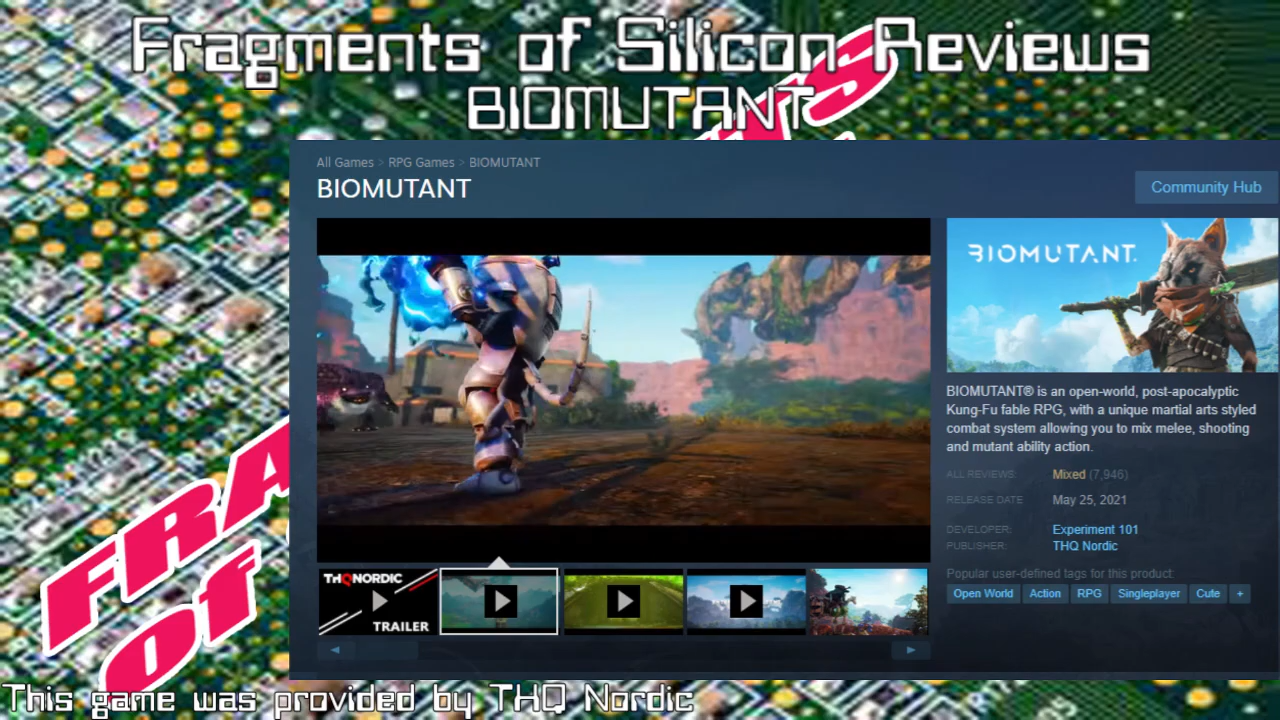 Fragments of Silicon Reviews
BIOMUTANT
All Games > RPG Games > BIOMUTANT
BIOMUTANT
Community Hub
BIOMUTANT.
BIOMUTANT® is an open-world, post-apocalyptic
Kung-Fu fable RPG, with a unique martial arts styled
combat system allowing you to mix melee, shooting
and mutant ability action.
ALL REVIEWS: Mixed (7,946)
RELEASE DATE: May 25, 2021
DEVELOPER: Experiment 101
PUBLISHER: THQ Nordic
Popular user-defined tags for this product:
Open World Action RPG Singleplayer Cute +
THQNORDIC
TRAILER
FRA
Of
This game was provided by THQ Nordic